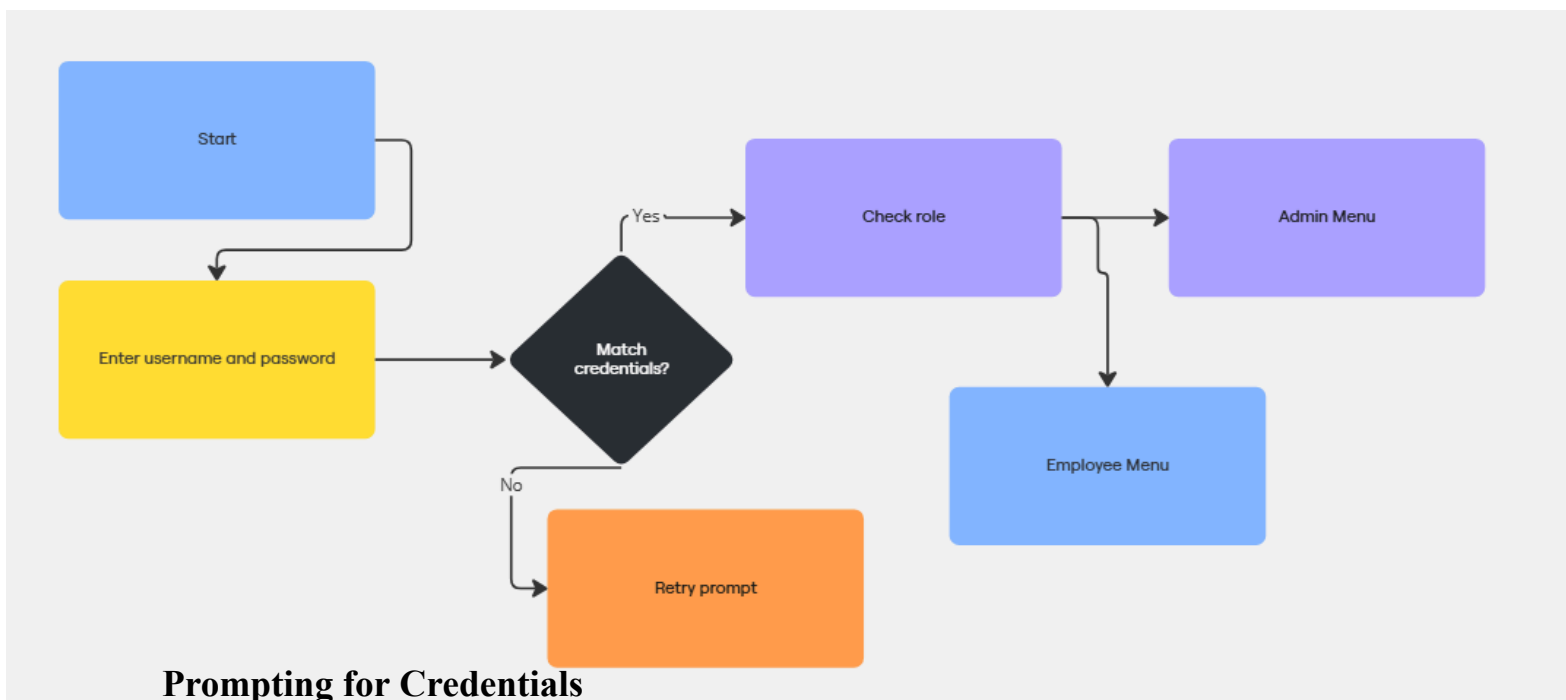 Start
Enter username and password
Match
credentials?
Yes
Check role
Admin Menu
Employee Menu
No
Retry prompt
Prompting for Credentials